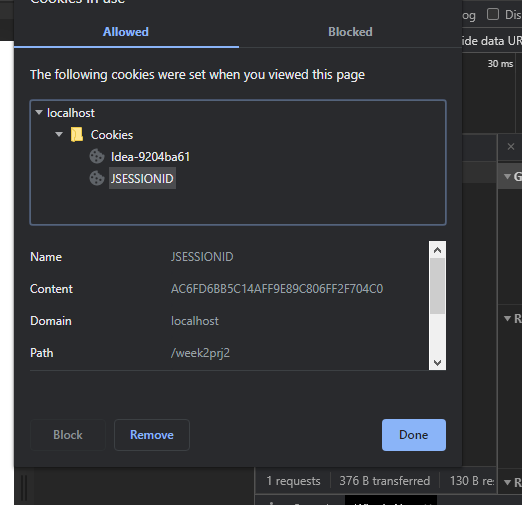 Cookies in use
Allowed
Blocked
The following cookies were set when you viewed this page
localhost
Cookies
Idea-9204ba61
JSESSIONID
Name JSESSIONID
Content AC6FD6BB5C14AFF9E89C806FF2F704C0
Domain localhost
Path /week2prj2
Block
Remove
Done
og
Dis
ide data UR
30 ms
G
R
1 requests
376 B transferred
130 B re
R